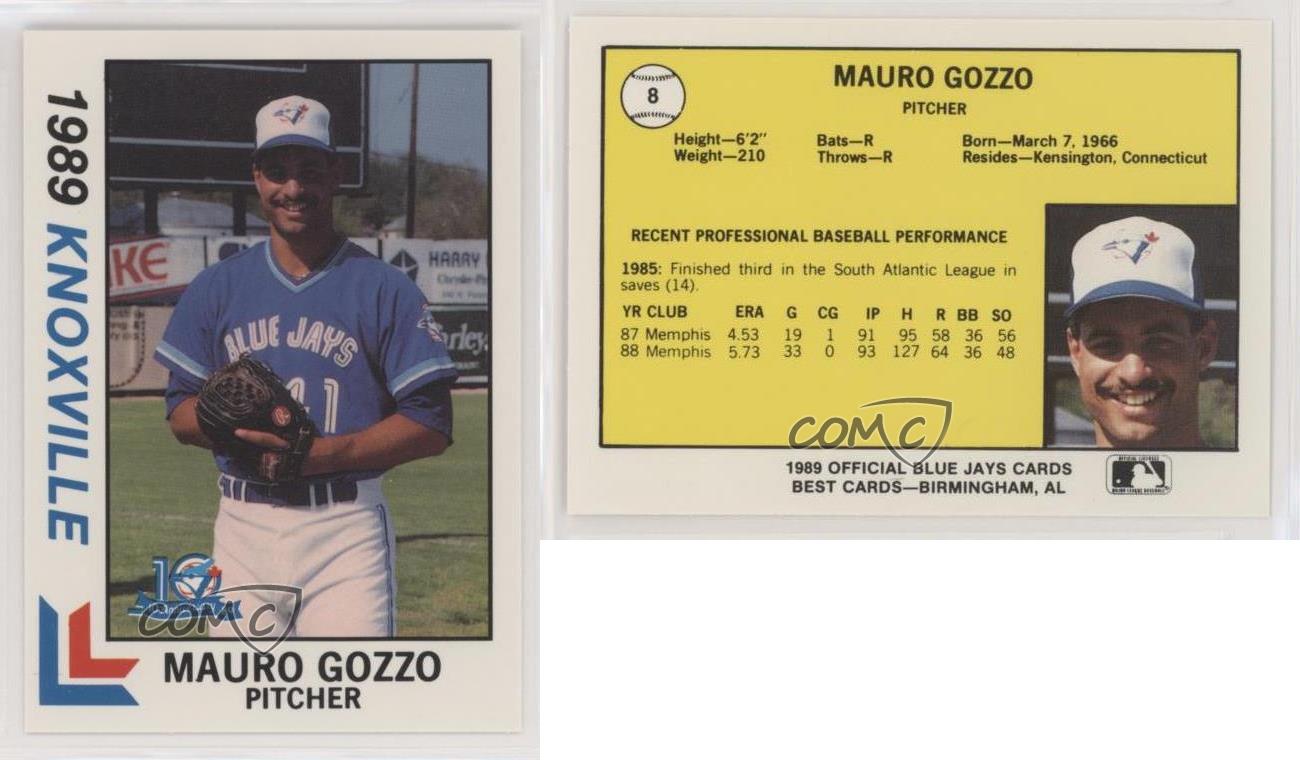 1989 KNOXVILLE
KE
HARRY
BLUE JAYS
41
10
COMC
MAURO GOZZO
PITCHER
8
MAURO GOZZO
PITCHER
Height—6'2" Bats—R Born—March 7, 1966
Weight—210 Throws—R Resides—Kensington, Connecticut
RECENT PROFESSIONAL BASEBALL PERFORMANCE
1985: Finished third in the South Atlantic League in
saves (14).
YR CLUB ERA G CG IP H R BB SO
87 Memphis 4.53 19 1 91 95 58 36 56
88 Memphis 5.73 33 0 93 127 64 36 48
COMC
1989 OFFICIAL BLUE JAYS CARDS
BEST CARDS—BIRMINGHAM, AL